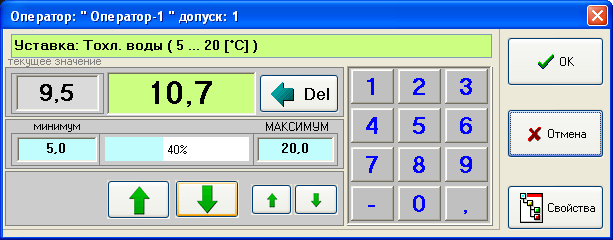 Оператор: " Оператор-1 " допуск: 1
Уставка: Тохл. воды ( 5 ... 20 [°C] )
текущее значение
9,5
10,7
Del
минимум
МАКСИМУМ
5,0
40%
20,0
1 2 3
4 5 6
7 8 9
- 0 ,
OK
Отмена
Свойства